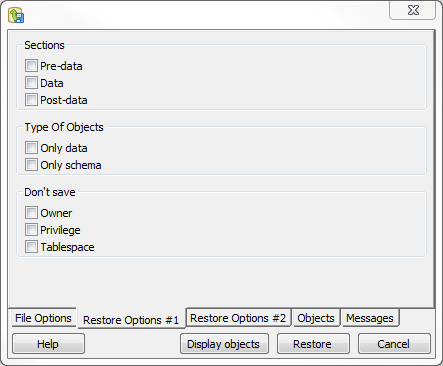 Sections
Pre-data
Data
Post-data
Type Of Objects
Only data
Only schema
Don't save
Owner
Privilege
Tablespace
File Options Restore Options #1 Restore Options #2 Objects Messages
Help Display objects Restore Cancel